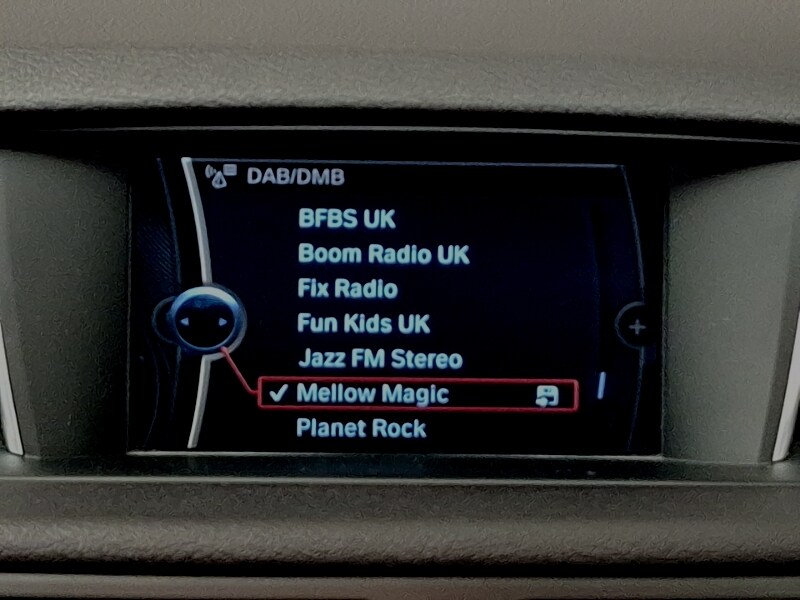 DAB/DMB
BFBS UK
Boom Radio UK
Fix Radio
Fun Kids UK
Jazz FM Stereo
Mellow Magic
Planet Rock